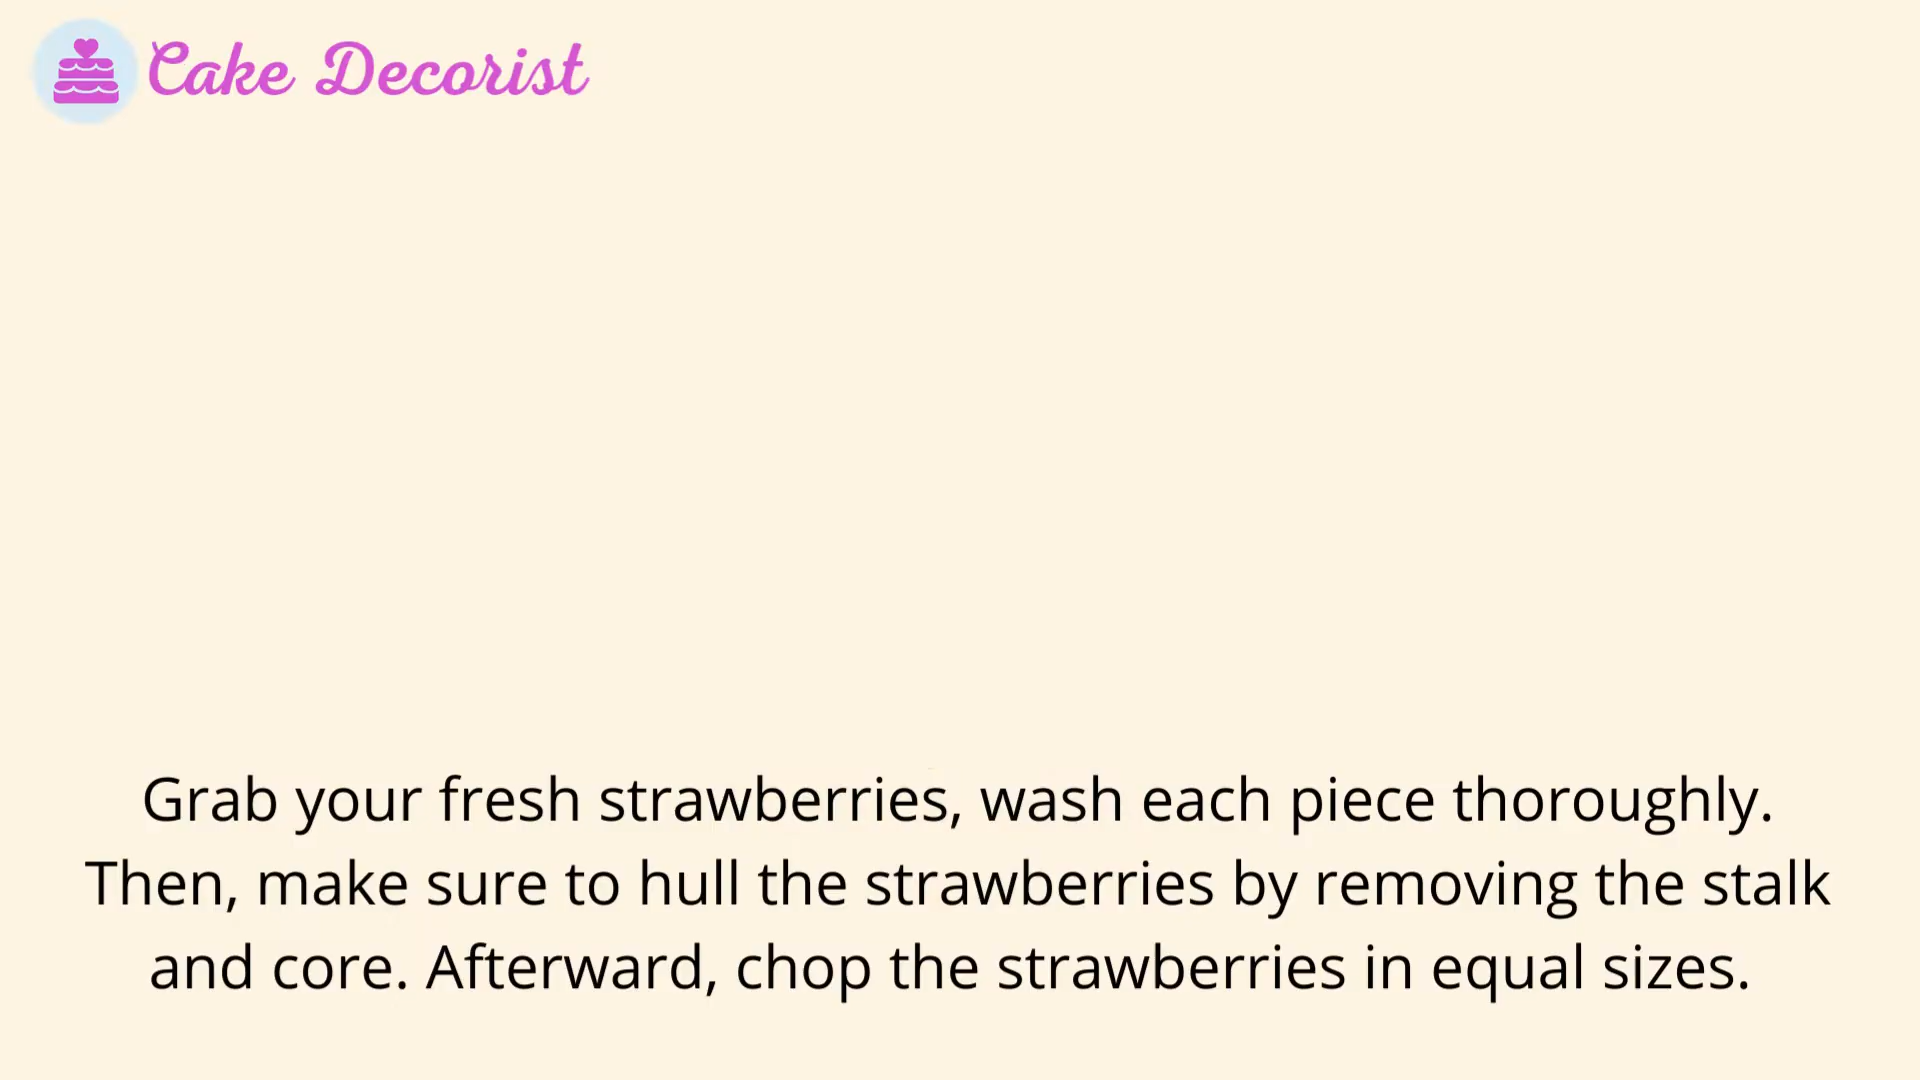 Cake Decorist
Grab your fresh strawberries, wash each piece thoroughly.
Then, make sure to hull the strawberries by removing the stalk
and core. Afterward, chop the strawberries in equal sizes.